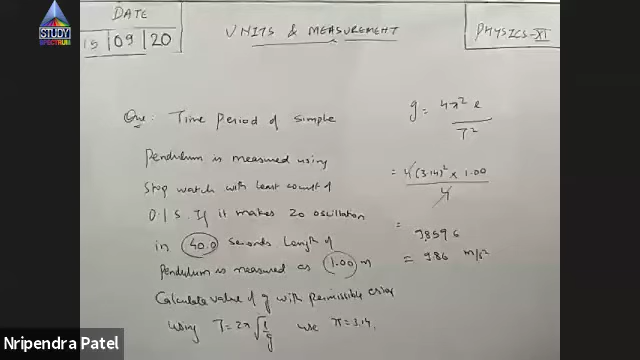 STUDY
SPECTRUM
DATE
15 | 09 | 20
UNITS & MEASUREMENT
PHYSICS-XI
Que: Time Period of simple
pendulum is measured using
stop watch with least count of
0.1 S. If it makes 20 oscillation
in 40.0 seconds length of
pendulum is measured as 1.00 m
Calculate value of g with permissible error
using T = 2π √l/g use π = 3.14.
g = 4π² l / T²
= 4 (3.14)² × 1.00 / 4
= 9.8596
= 9.86 m/s²
Nripendra Patel